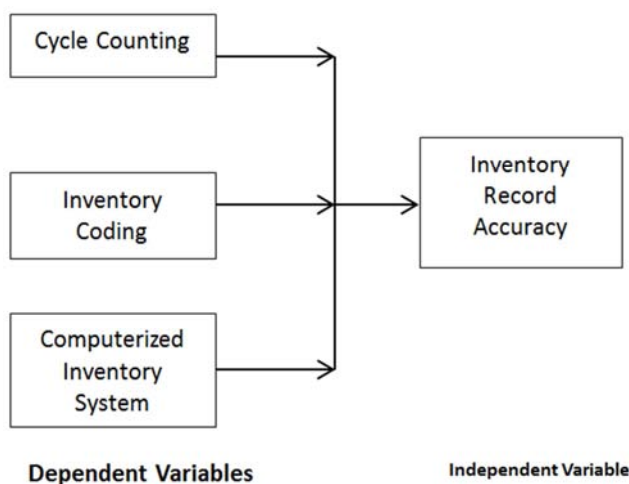 Cycle Counting
Inventory
Coding
Computerized
Inventory
System
Inventory
Record
Accuracy
Dependent Variables
Independent Variable